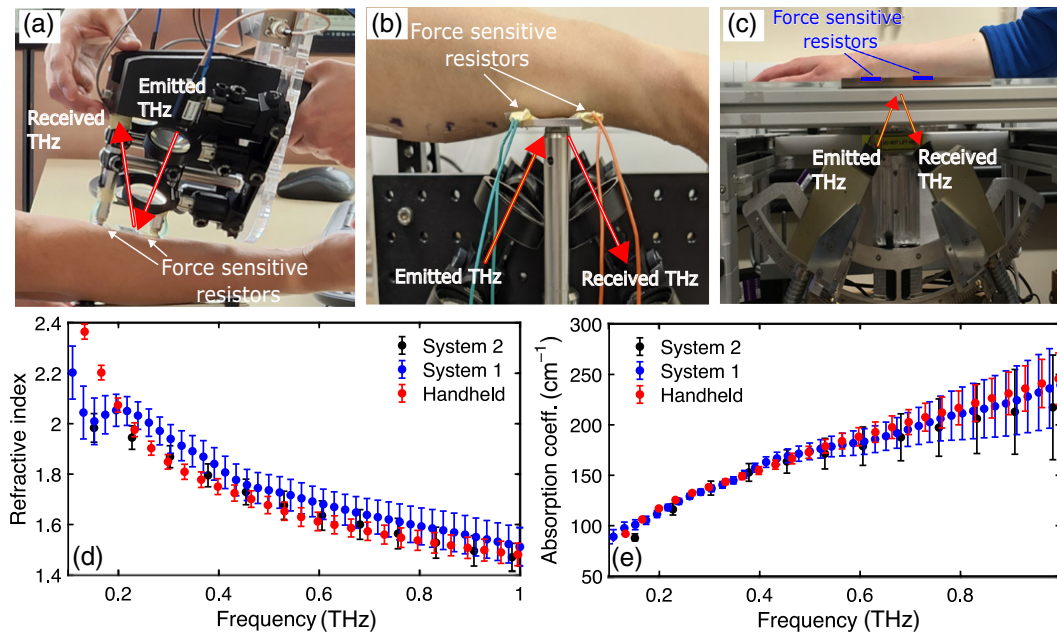 (a)
Emitted
THz
Received
THz
Force sensitive
resistors
(b)
Force sensitive
resistors
Emitted THz
Received THz
(c)
Force sensitive
resistors
Emitted
THz
Received
THz
2.4
2.2
2
1.8
1.6
1.4
Refractive index
System 2
System 1
Handheld
(d)
0.2
0.4
0.6
0.8
1
Frequency (THz)
300
250
200
150
100
50
Absorption coeff. (cm⁻¹)
System 2
System 1
Handheld
(e)
0.2
0.4
0.6
0.8
Frequency (THz)